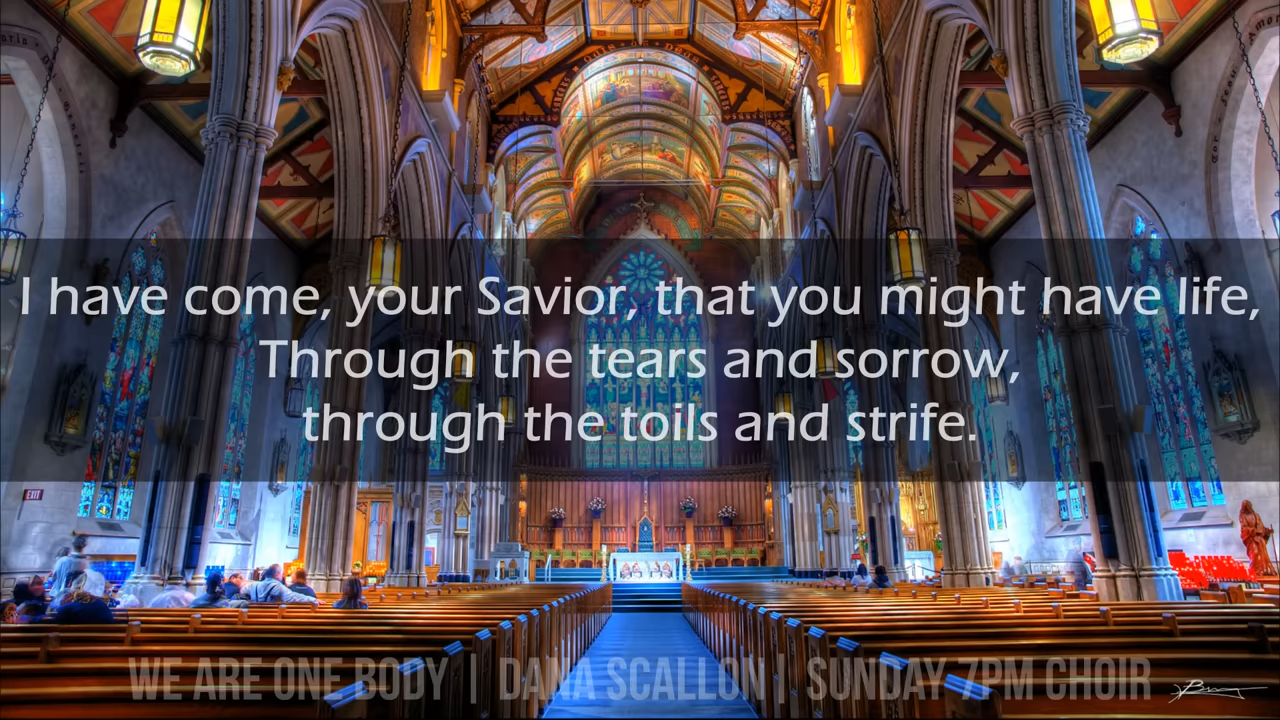 I have come, your Savior, that you might have life,
Through the tears and sorrow,
through the toils and strife.
EXIT
WE ARE ONE BODY | DANA SCALLON | SUNDAY 7PM CHOIR